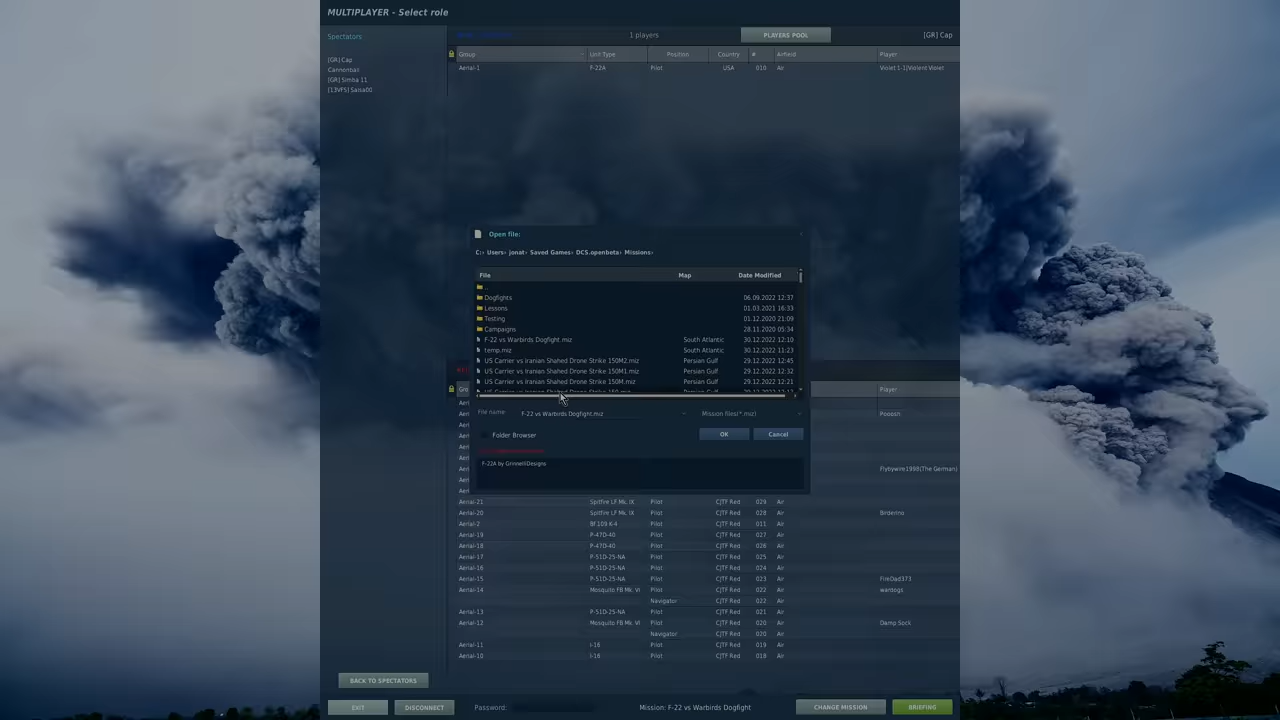 MULTIPLAYER - Select role
Spectators
1 players
PLAYERS POOL
[GR] Cap
[GR] Cap
Cannonball
[GR] Simba 11
[13VFS] Salsa00
Group Unit Type Position Country # Airfield Player
Aerial-1 F-22A Pilot USA 010 Air Violet 1-1|Violent Violet
Open file:
C:› Users› jonat› Saved Games› DCS.openbeta› Missions›
File Map Date Modified
..
Dogfights 06.09.2022 12:37
Lessons 01.03.2021 16:33
Testing 01.12.2020 21:09
Campaigns 28.11.2020 05:34
F-22 vs Warbirds Dogfight.miz South Atlantic 30.12.2022 12:10
temp.miz South Atlantic 30.12.2022 11:23
US Carrier vs Iranian Shahed Drone Strike 150M2.miz Persian Gulf 29.12.2022 12:45
US Carrier vs Iranian Shahed Drone Strike 150M1.miz Persian Gulf 29.12.2022 12:32
US Carrier vs Iranian Shahed Drone Strike 150M.miz Persian Gulf 29.12.2022 12:21
File name: F-22 vs Warbirds Dogfight.miz Mission files(*.miz)
Folder Browser
OK Cancel
F-22A by GrinnelliDesigns
Player
Pooosh
Flybywire1998(The German)
Aerial-21 Spitfire LF Mk. IX Pilot CJTF Red 029 Air
Aerial-20 Spitfire LF Mk. IX Pilot CJTF Red 028 Air Birderino
Aerial-2 Bf 109 K-4 Pilot CJTF Red 011 Air
Aerial-19 P-47D-40 Pilot CJTF Red 027 Air
Aerial-18 P-47D-40 Pilot CJTF Red 026 Air
Aerial-17 P-51D-25-NA Pilot CJTF Red 025 Air
Aerial-16 P-51D-25-NA Pilot CJTF Red 024 Air
Aerial-15 P-51D-25-NA Pilot CJTF Red 023 Air FireDad373
Aerial-14 Mosquito FB Mk. VI Pilot CJTF Red 022 Air wardogs
Navigator CJTF Red 022 Air
Aerial-13 P-51D-25-NA Pilot CJTF Red 021 Air
Aerial-12 Mosquito FB Mk. VI Pilot CJTF Red 020 Air Damp Sock
Navigator CJTF Red 020 Air
Aerial-11 I-16 Pilot CJTF Red 019 Air
Aerial-10 I-16 Pilot CJTF Red 018 Air
BACK TO SPECTATORS
EXIT
DISCONNECT
Password:
Mission: F-22 vs Warbirds Dogfight
CHANGE MISSION
BRIEFING